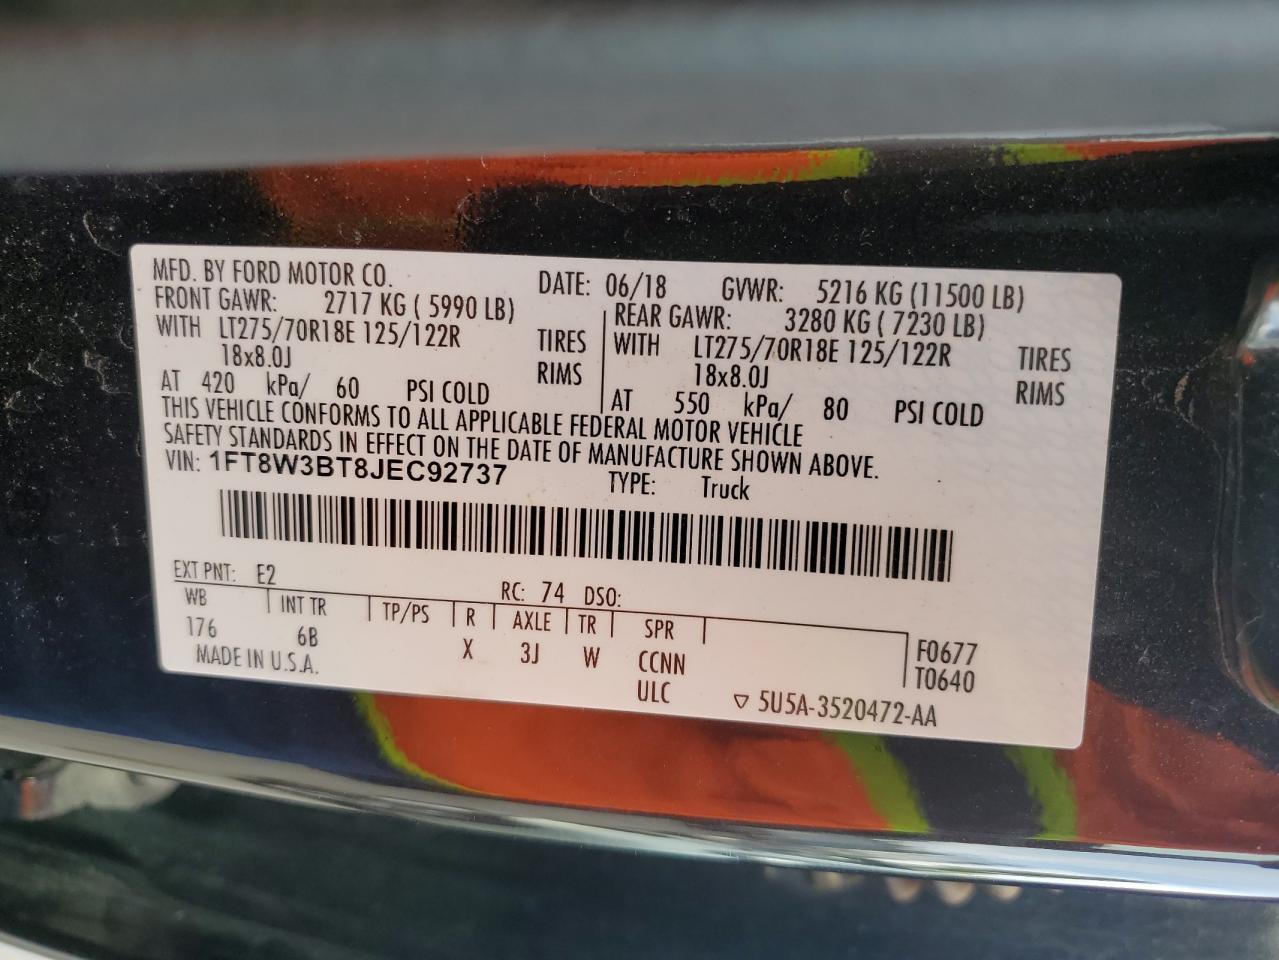 MFD. BY FORD MOTOR CO. DATE: 06/18 GVWR: 5216 KG (11500 LB)
FRONT GAWR: 2717 KG ( 5990 LB) REAR GAWR: 3280 KG ( 7230 LB)
WITH LT275/70R18E 125/122R TIRES WITH LT275/70R18E 125/122R TIRES
18x8.0J RIMS 18x8.0J RIMS
AT 420 kPa/ 60 PSI COLD AT 550 kPa/ 80 PSI COLD
THIS VEHICLE CONFORMS TO ALL APPLICABLE FEDERAL MOTOR VEHICLE
SAFETY STANDARDS IN EFFECT ON THE DATE OF MANUFACTURE SHOWN ABOVE.
VIN: 1FT8W3BT8JEC92737 TYPE: Truck
EXT PNT: E2 RC: 74 DSO:
WB INT TR TP/PS R AXLE TR SPR
176 6B X 3J W CCNN F0677
MADE IN U.S.A. ULC T0640
▽ 5U5A-3520472-AA